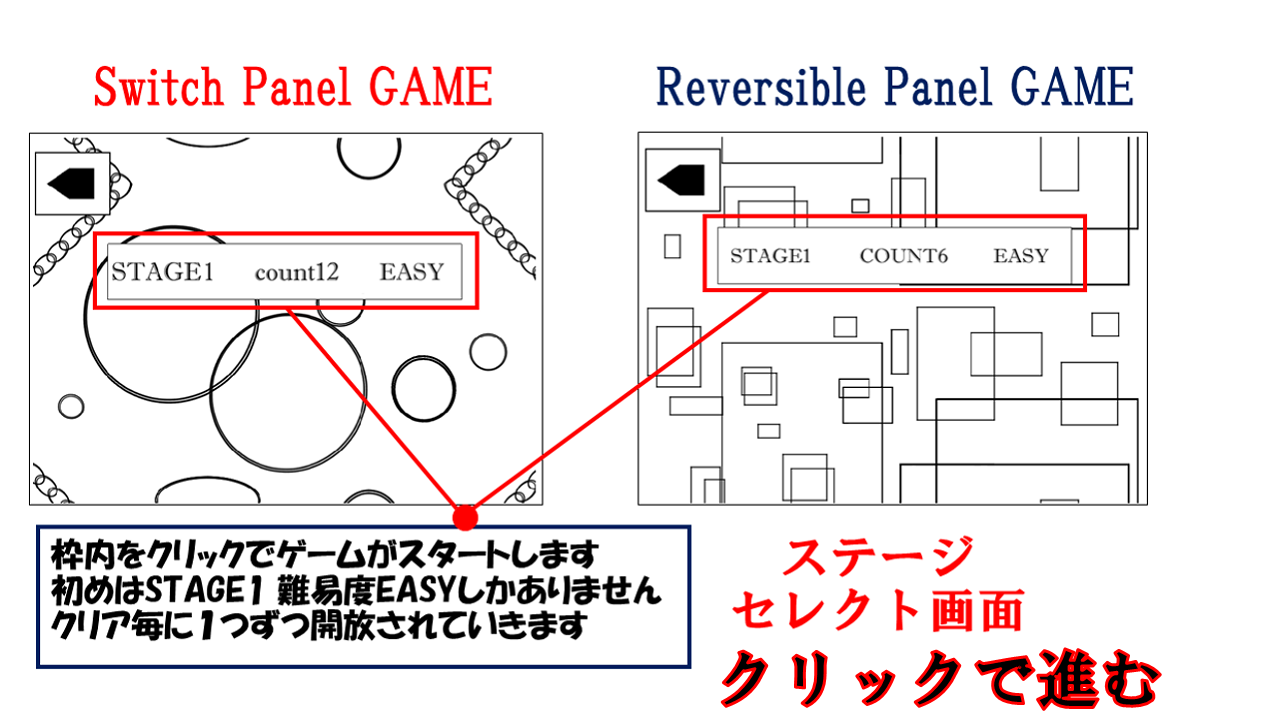 Switch Panel GAME
Reversible Panel GAME
STAGE1 count12 EASY
STAGE1 COUNT6 EASY
枠内をクリックでゲームがスタートします
初めはSTAGE1 難易度EASYしかありません
クリア毎に1つずつ開放されていきます
ステージ
セレクト画面
クリックで進む